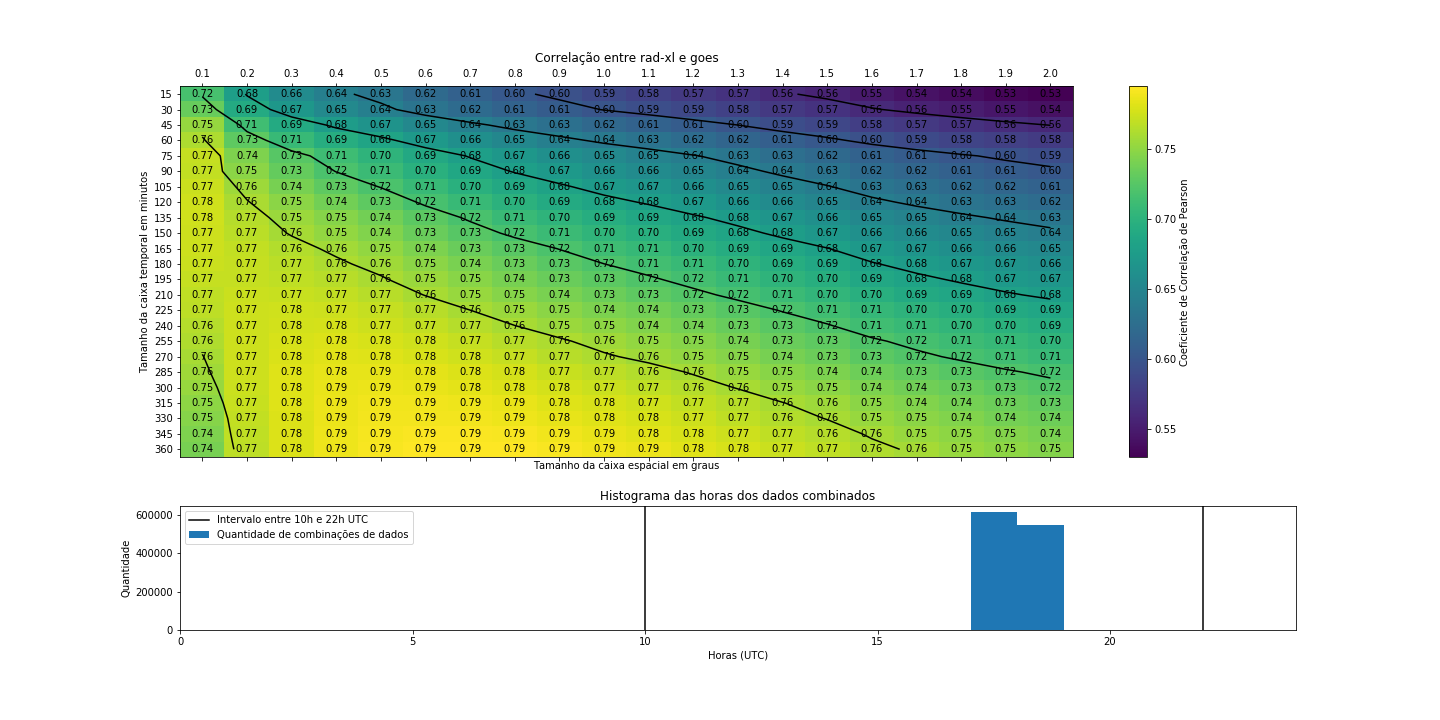 Correlação entre rad-xl e goes
0.1 0.2 0.3 0.4 0.5 0.6 0.7 0.8 0.9 1.0 1.1 1.2 1.3 1.4 1.5 1.6 1.7 1.8 1.9 2.0
15 0.72 0.68 0.66 0.64 0.63 0.62 0.61 0.60 0.60 0.59 0.58 0.57 0.57 0.56 0.56 0.55 0.54 0.54 0.53 0.53
30 0.73 0.69 0.67 0.65 0.64 0.63 0.62 0.61 0.61 0.60 0.59 0.59 0.58 0.57 0.57 0.56 0.56 0.55 0.55 0.54
45 0.75 0.71 0.69 0.68 0.67 0.65 0.64 0.63 0.63 0.62 0.61 0.61 0.60 0.59 0.59 0.58 0.57 0.57 0.56 0.56
60 0.76 0.73 0.71 0.69 0.68 0.67 0.66 0.65 0.64 0.64 0.63 0.62 0.62 0.61 0.60 0.60 0.59 0.59 0.58 0.58
75 0.77 0.74 0.73 0.71 0.70 0.69 0.68 0.67 0.66 0.65 0.65 0.64 0.63 0.63 0.62 0.61 0.61 0.60 0.60 0.59
90 0.77 0.75 0.73 0.72 0.71 0.70 0.69 0.68 0.67 0.66 0.66 0.65 0.64 0.64 0.63 0.62 0.62 0.61 0.61 0.60
105 0.77 0.76 0.74 0.73 0.72 0.71 0.70 0.69 0.68 0.67 0.67 0.66 0.65 0.65 0.64 0.63 0.63 0.62 0.62 0.61
120 0.78 0.76 0.75 0.74 0.73 0.72 0.71 0.70 0.69 0.68 0.68 0.67 0.66 0.66 0.65 0.64 0.64 0.63 0.63 0.62
135 0.78 0.77 0.75 0.75 0.74 0.73 0.72 0.71 0.70 0.69 0.69 0.68 0.68 0.67 0.66 0.65 0.65 0.64 0.64 0.63
150 0.77 0.77 0.76 0.75 0.74 0.73 0.73 0.72 0.71 0.70 0.70 0.69 0.68 0.68 0.67 0.66 0.66 0.65 0.65 0.64
165 0.77 0.77 0.76 0.76 0.75 0.74 0.73 0.73 0.72 0.71 0.71 0.70 0.69 0.69 0.68 0.67 0.67 0.66 0.66 0.65
180 0.77 0.77 0.77 0.76 0.76 0.75 0.74 0.73 0.73 0.72 0.71 0.71 0.70 0.69 0.69 0.68 0.68 0.67 0.67 0.66
195 0.77 0.77 0.77 0.77 0.76 0.75 0.75 0.74 0.73 0.73 0.72 0.72 0.71 0.70 0.70 0.69 0.68 0.68 0.67 0.67
210 0.77 0.77 0.77 0.77 0.77 0.76 0.75 0.75 0.74 0.73 0.73 0.72 0.72 0.71 0.70 0.70 0.69 0.69 0.68 0.68
225 0.77 0.77 0.78 0.77 0.77 0.76 0.76 0.75 0.75 0.74 0.74 0.73 0.73 0.72 0.71 0.71 0.70 0.70 0.69 0.69
240 0.76 0.77 0.78 0.78 0.77 0.77 0.77 0.76 0.75 0.75 0.74 0.74 0.73 0.73 0.72 0.71 0.71 0.70 0.70 0.69
255 0.76 0.77 0.78 0.78 0.78 0.78 0.77 0.77 0.76 0.76 0.75 0.75 0.74 0.73 0.73 0.72 0.72 0.71 0.71 0.70
270 0.76 0.77 0.78 0.78 0.78 0.78 0.78 0.77 0.77 0.76 0.76 0.75 0.75 0.74 0.73 0.73 0.72 0.72 0.71 0.71
285 0.76 0.77 0.78 0.78 0.79 0.78 0.78 0.78 0.77 0.77 0.76 0.76 0.75 0.75 0.74 0.74 0.73 0.73 0.72 0.72
300 0.75 0.77 0.78 0.79 0.79 0.79 0.78 0.78 0.78 0.77 0.77 0.76 0.76 0.75 0.75 0.74 0.74 0.73 0.73 0.72
315 0.75 0.77 0.78 0.79 0.79 0.79 0.79 0.79 0.78 0.78 0.77 0.77 0.76 0.76 0.75 0.75 0.74 0.74 0.73 0.73
330 0.75 0.77 0.78 0.79 0.79 0.79 0.79 0.79 0.78 0.78 0.78 0.77 0.77 0.76 0.76 0.75 0.75 0.74 0.74 0.74
345 0.74 0.77 0.78 0.79 0.79 0.79 0.79 0.79 0.79 0.79 0.78 0.78 0.77 0.77 0.76 0.76 0.75 0.75 0.75 0.74
360 0.74 0.77 0.78 0.79 0.79 0.79 0.79 0.79 0.79 0.79 0.79 0.78 0.78 0.77 0.77 0.76 0.76 0.75 0.75 0.75
Tamanho da caixa temporal em minutos
Tamanho da caixa espacial em graus
0.75
0.70
0.65
0.60
0.55
Coeficiente de Correlação de Pearson
Histograma das horas dos dados combinados
Intervalo entre 10h e 22h UTC
Quantidade de combinações de dados
600000
400000
200000
0
Quantidade
0 5 10 15 20
Horas (UTC)